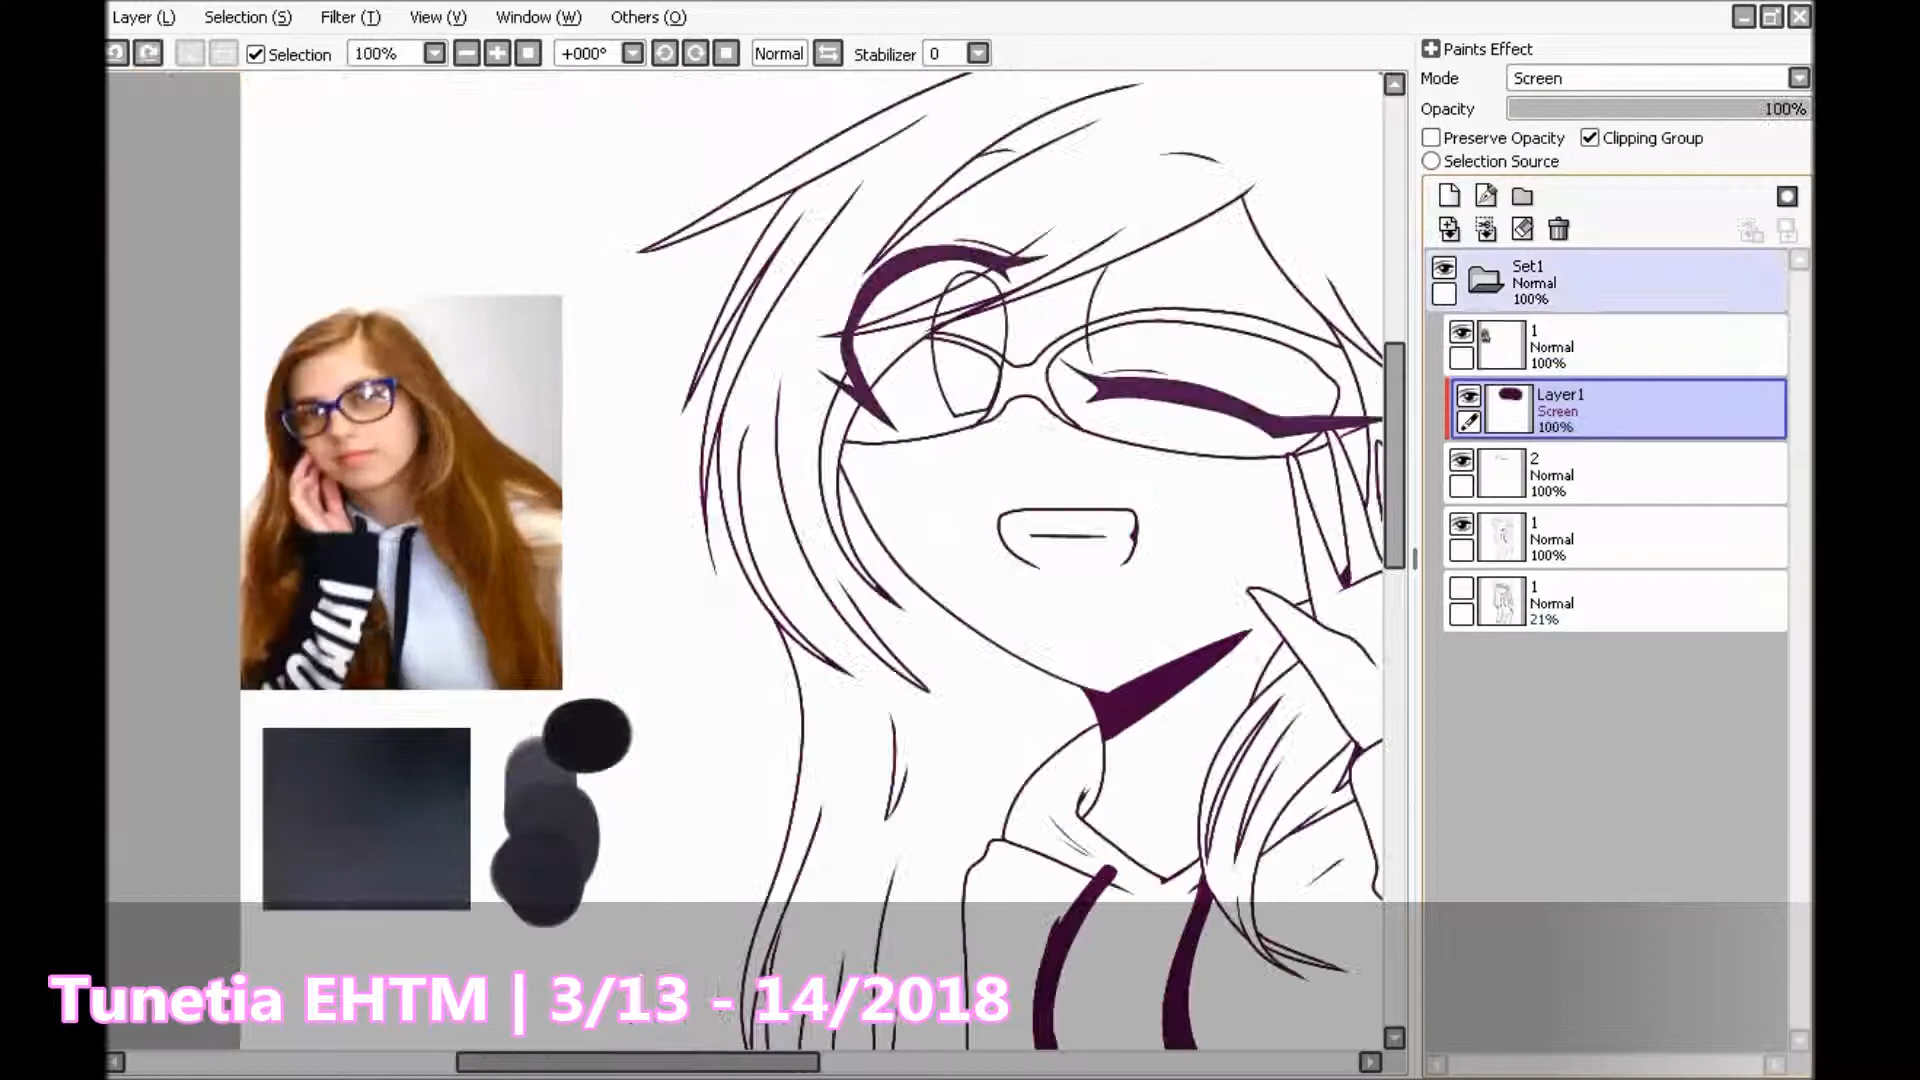 Layer (L) Selection (S) Filter (T) View (V) Window (W) Others (O)
Selection 100% +000° Normal Stabilizer 0
Paints Effect
Mode Screen
Opacity 100%
Preserve Opacity Clipping Group
Selection Source
Set1
Normal
100%
1
Normal
100%
Layer1
Screen
100%
2
Normal
100%
1
Normal
100%
1
Normal
21%
Tunetia EHTM | 3/13 - 14/2018